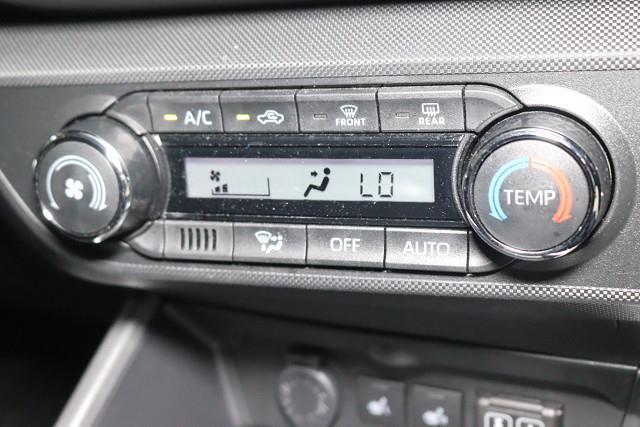 A/C
FRONT
REAR
LO
TEMP
OFF
AUTO